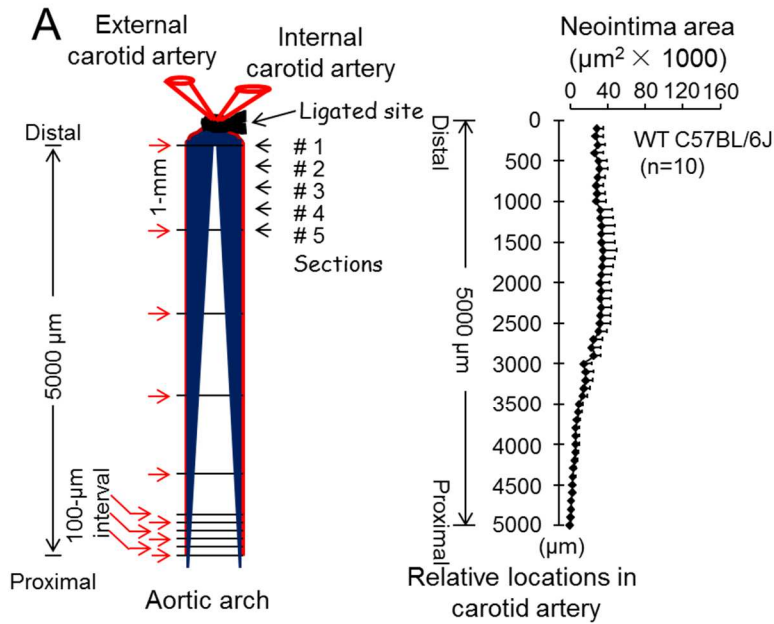 A
External
carotid artery
Internal
carotid artery
Ligated site
Distal
# 1
# 2
# 3
# 4
# 5
Sections
1-mm
5000 µm
100-µm
interval
Proximal
Aortic arch
Neointima area
(µm² × 1000)
0 40 80 120 160
WT C57BL/6J
(n=10)
Distal
5000 µm
Proximal
0
500
1000
1500
2000
2500
3000
3500
4000
4500
5000
(µm)
Relative locations in
carotid artery